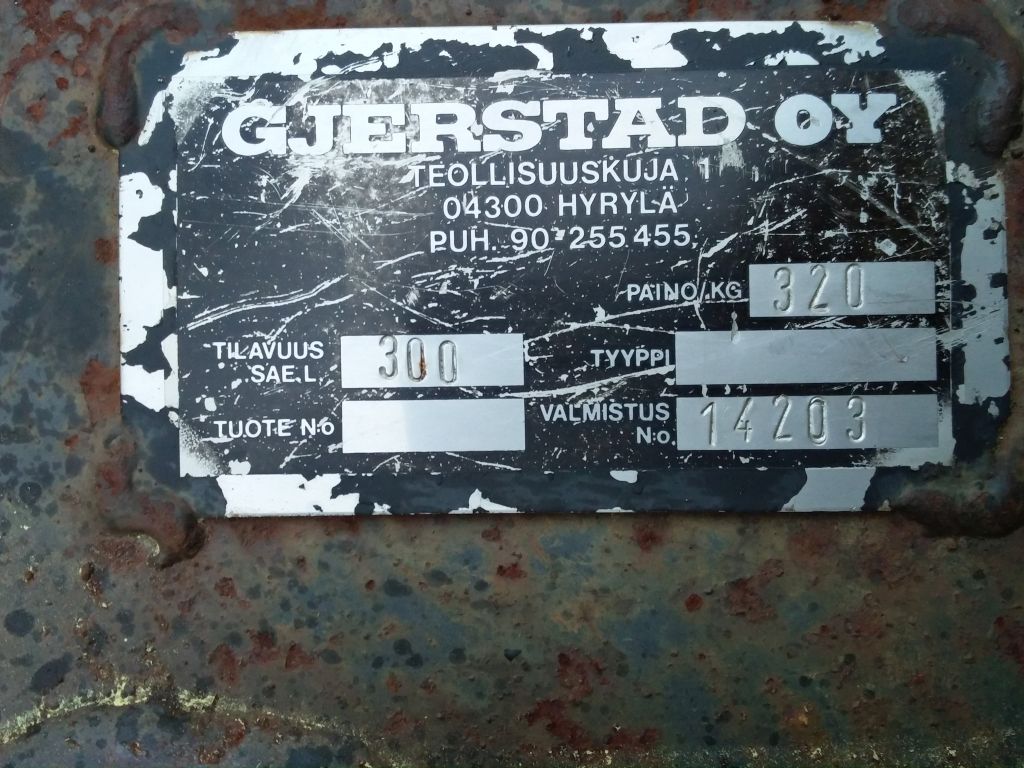 GJERSTAD OY
TEOLLISUUSKUJA 1
04300 HYRYLÄ
PUH. 90-255 455
PAINO/KG 320
TILAVUUS SAE.L. 300
TYYPPI
TUOTE N:o
VALMISTUS N:o. 14203